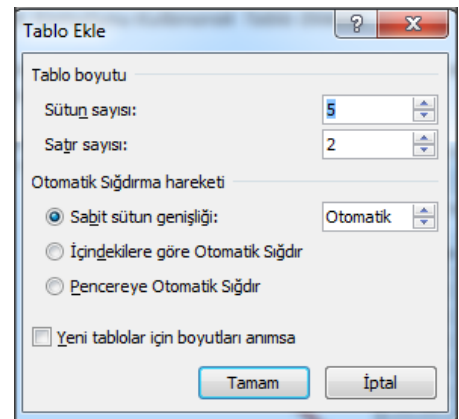 Tablo Ekle
Tablo boyutu
Sütun sayısı: 5
Satır sayısı: 2
Otomatik Sığdırma hareketi
Sabit sütun genişliği: Otomatik
İçindekilere göre Otomatik Sığdır
Pencereye Otomatik Sığdır
Yeni tablolar için boyutları anımsa
Tamam İptal